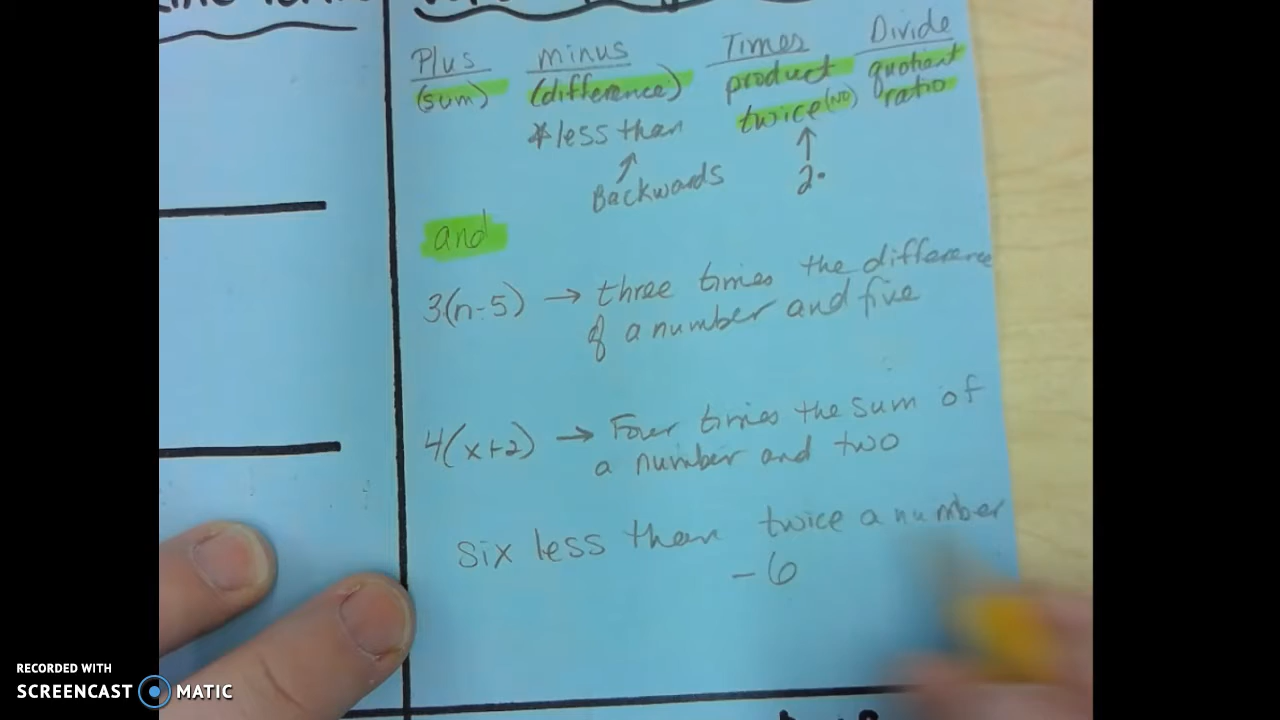 Plus minus Times Divide
(sum) (difference) product quotient
*less than twice (NO) ratio
Backwards 2•
and
3(n-5) → three times the difference
of a number and five
4(x+2) → Four times the sum of
a number and two
six less than twice a number
- 6
RECORDED WITH
SCREENCAST MATIC